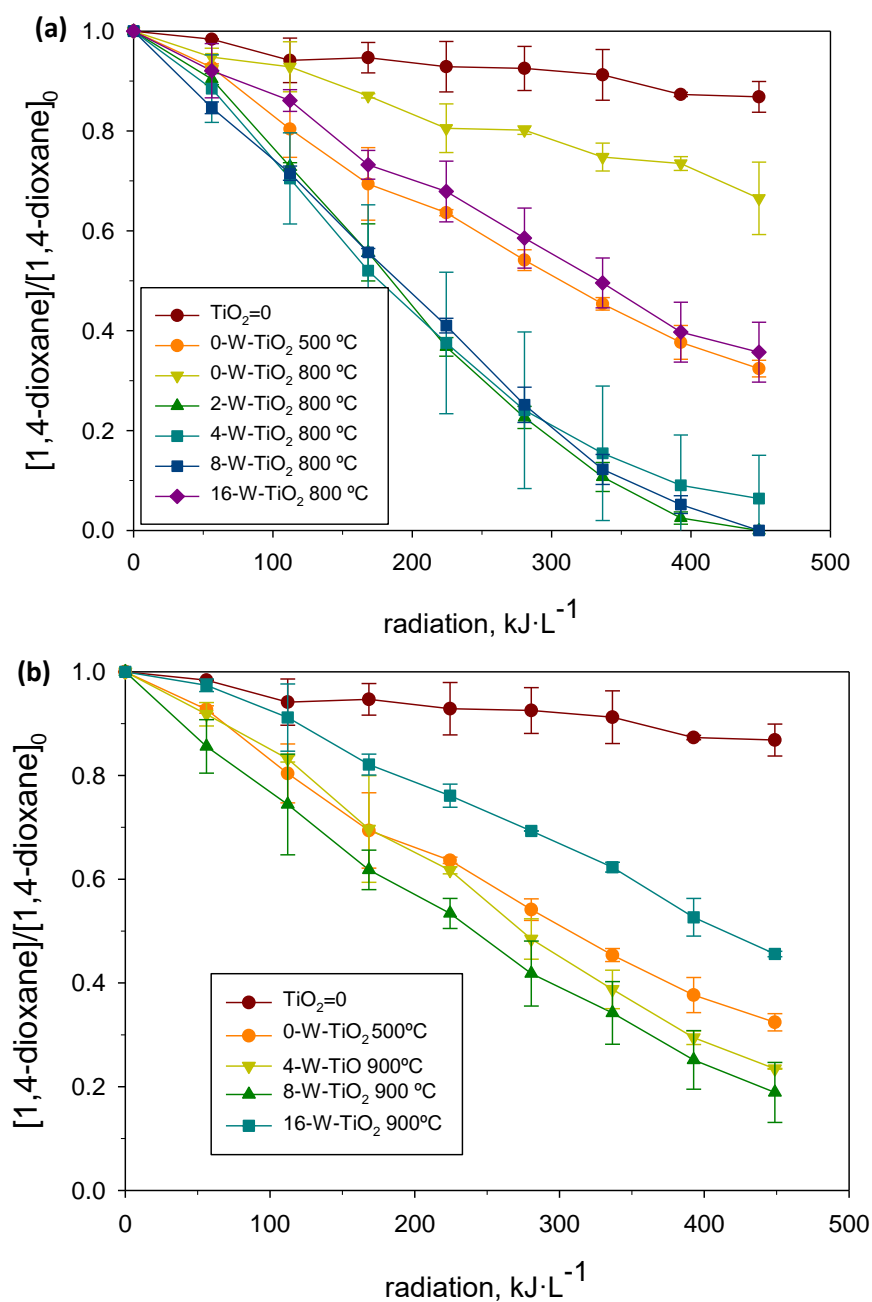 (a)
[1,4-dioxane]/[1,4-dioxane]₀
1.0
0.8
0.6
0.4
0.2
0.0
TiO₂=0
0-W-TiO₂ 500 ºC
0-W-TiO₂ 800 ºC
2-W-TiO₂ 800 ºC
4-W-TiO₂ 800 ºC
8-W-TiO₂ 800 ºC
16-W-TiO₂ 800 ºC
0 100 200 300 400 500
radiation, kJ·L⁻¹
(b)
[1,4-dioxane]/[1,4-dioxane]₀
1.0
0.8
0.6
0.4
0.2
0.0
TiO₂=0
0-W-TiO₂ 500ºC
4-W-TiO 900ºC
8-W-TiO₂ 900 ºC
16-W-TiO₂ 900ºC
0 100 200 300 400 500
radiation, kJ·L⁻¹